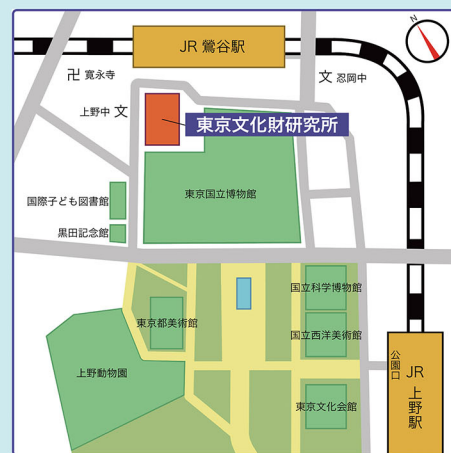 JR 鶯谷駅
N
卍 寛永寺
文 忍岡中
上野中 文
東京文化財研究所
東京国立博物館
国際子ども図書館
黒田記念館
国立科学博物館
東京都美術館
国立西洋美術館
上野動物園
公園口
JR上野駅
東京文化会館